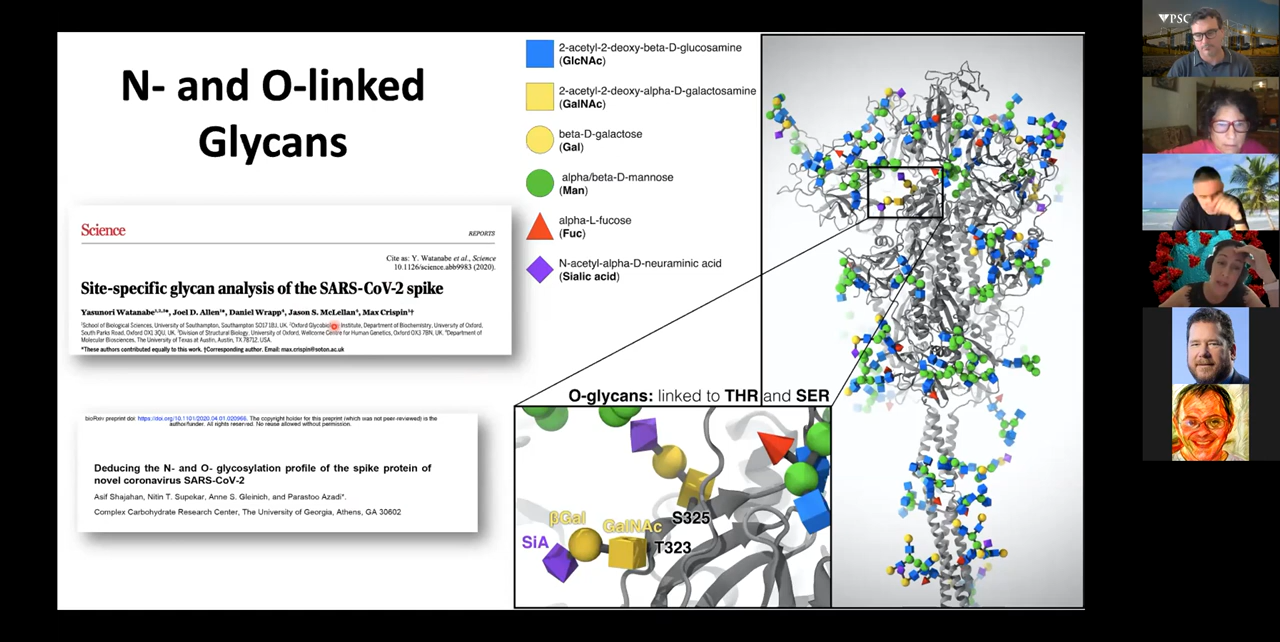 N- and O-linked
Glycans
Science
REPORTS
Cite as: Y. Watanabe et al., Science
10.1126/science.abb9983 (2020).
Site-specific glycan analysis of the SARS-CoV-2 spike
Yasunori Watanabe1,2,3*, Joel D. Allen1*, Daniel Wrapp4, Jason S. McLellan4, Max Crispin1†
1School of Biological Sciences, University of Southampton, Southampton SO17 1BJ, UK. 2Oxford Glycobiology Institute, Department of Biochemistry, University of Oxford,
South Parks Road, Oxford OX1 3QU, UK. 3Division of Structural Biology, University of Oxford, Wellcome Centre for Human Genetics, Oxford OX3 7BN, UK. 4Department of
Molecular Biosciences, The University of Texas at Austin, Austin, TX 78712, USA.
*These authors contributed equally to this work. †Corresponding author. Email: max.crispin@soton.ac.uk
bioRxiv preprint doi: https://doi.org/10.1101/2020.04.01.020966. The copyright holder for this preprint (which was not peer-reviewed) is the
author/funder. All rights reserved. No reuse allowed without permission.
Deducing the N- and O- glycosylation profile of the spike protein of
novel coronavirus SARS-CoV-2
Asif Shajahan, Nitin T. Supekar, Anne S. Gleinich, and Parastoo Azadi*.
Complex Carbohydrate Research Center, The University of Georgia, Athens, GA 30602
2-acetyl-2-deoxy-beta-D-glucosamine
(GlcNAc)
2-acetyl-2-deoxy-alpha-D-galactosamine
(GalNAc)
beta-D-galactose
(Gal)
alpha/beta-D-mannose
(Man)
alpha-L-fucose
(Fuc)
N-acetyl-alpha-D-neuraminic acid
(Sialic acid)
O-glycans: linked to THR and SER
S325
βGal
GalNAc
SiA
T323
PSC